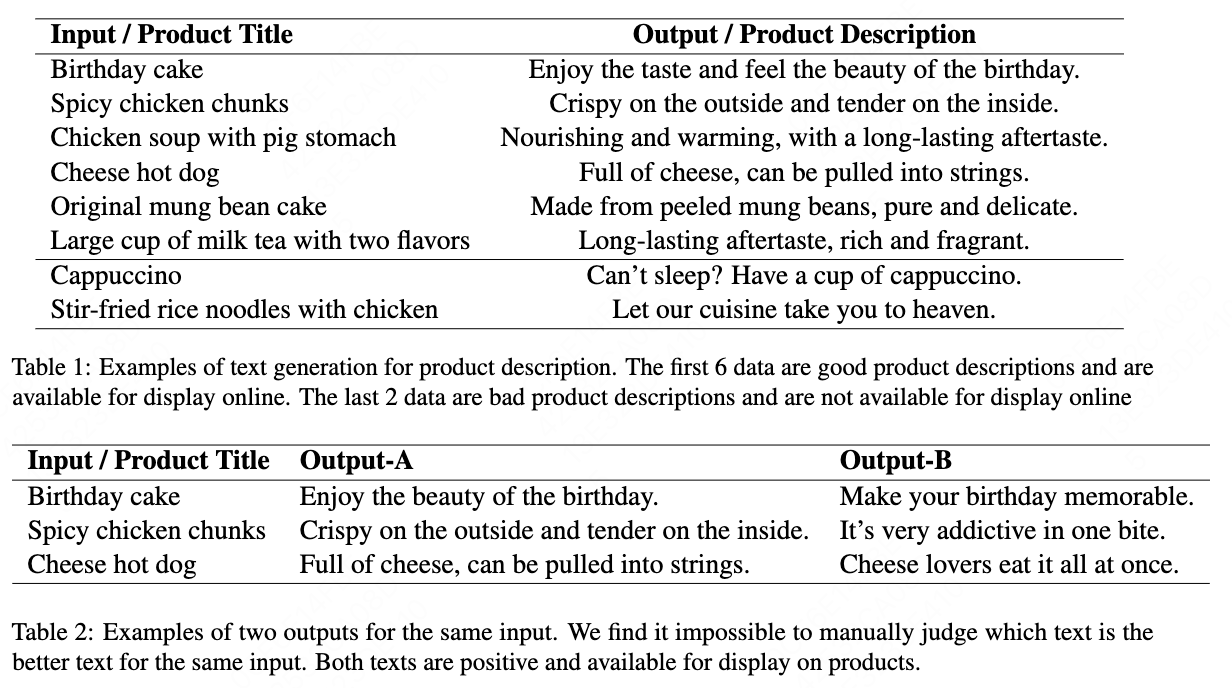 Input / Product Title Output / Product Description
Birthday cake Enjoy the taste and feel the beauty of the birthday.
Spicy chicken chunks Crispy on the outside and tender on the inside.
Chicken soup with pig stomach Nourishing and warming, with a long-lasting aftertaste.
Cheese hot dog Full of cheese, can be pulled into strings.
Original mung bean cake Made from peeled mung beans, pure and delicate.
Large cup of milk tea with two flavors Long-lasting aftertaste, rich and fragrant.
Cappuccino Can’t sleep? Have a cup of cappuccino.
Stir-fried rice noodles with chicken Let our cuisine take you to heaven.
Table 1: Examples of text generation for product description. The first 6 data are good product descriptions and are
available for display online. The last 2 data are bad product descriptions and are not available for display online
Input / Product Title Output-A Output-B
Birthday cake Enjoy the beauty of the birthday. Make your birthday memorable.
Spicy chicken chunks Crispy on the outside and tender on the inside. It’s very addictive in one bite.
Cheese hot dog Full of cheese, can be pulled into strings. Cheese lovers eat it all at once.
Table 2: Examples of two outputs for the same input. We find it impossible to manually judge which text is the
better text for the same input. Both texts are positive and available for display on products.